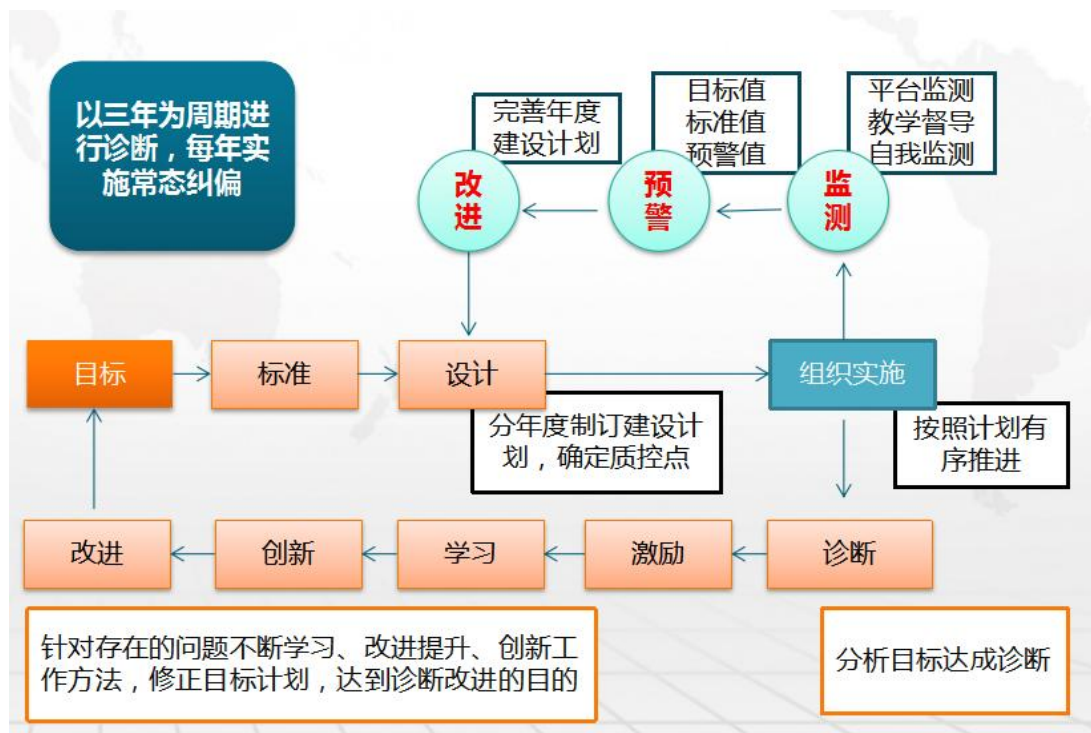 以三年为周期进
行诊断，每年实
施常态纠偏
完善年度
建设计划
目标值
标准值
预警值
平台监测
教学督导
自我监测
改
进
预
警
监
测
目标
标准
设计
组织实施
分年度制订建设计
划，确定质控点
按照计划有
序推进
改进
创新
学习
激励
诊断
针对存在的问题不断学习、改进提升、创新工
作方法，修正目标计划，达到诊断改进的目的
分析目标达成诊断